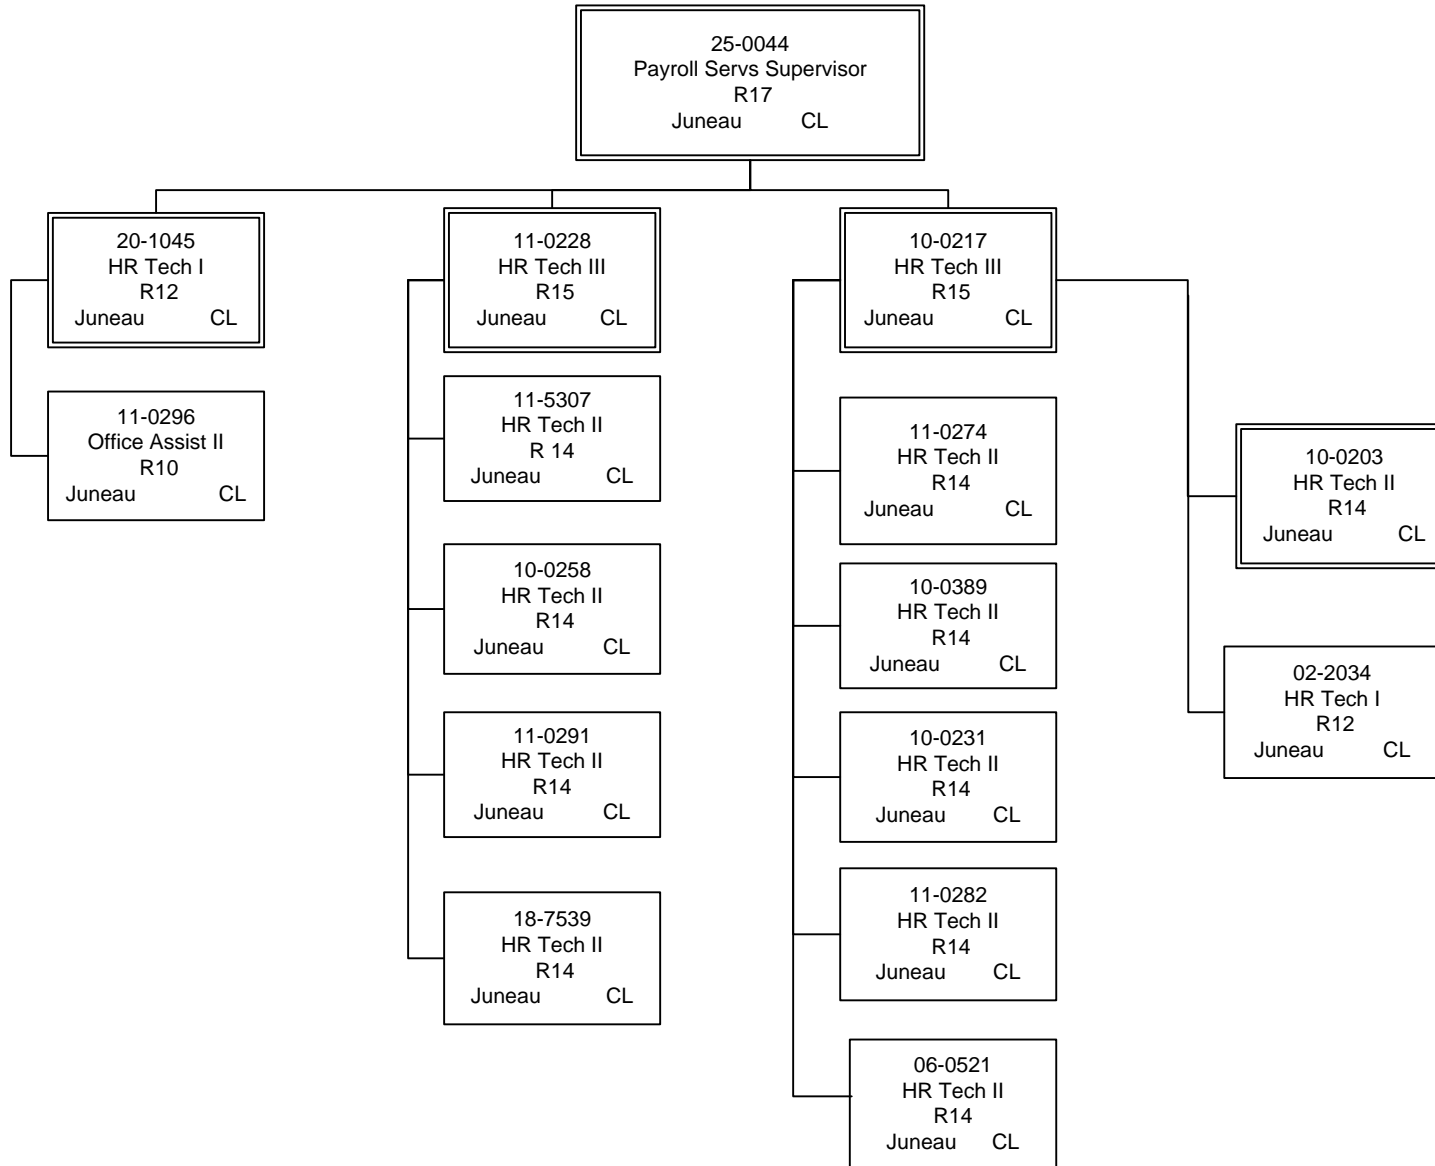 25-0044
Payroll Servs Supervisor
R17
Juneau CL
20-1045
HR Tech I
R12
Juneau CL
11-0296
Office Assist II
R10
Juneau CL
11-0228
HR Tech III
R15
Juneau CL
11-5307
HR Tech II
R 14
Juneau CL
10-0258
HR Tech II
R14
Juneau CL
11-0291
HR Tech II
R14
Juneau CL
18-7539
HR Tech II
R14
Juneau CL
10-0217
HR Tech III
R15
Juneau CL
11-0274
HR Tech II
R14
Juneau CL
10-0389
HR Tech II
R14
Juneau CL
10-0231
HR Tech II
R14
Juneau CL
11-0282
HR Tech II
R14
Juneau CL
06-0521
HR Tech II
R14
Juneau CL
10-0203
HR Tech II
R14
Juneau CL
02-2034
HR Tech I
R12
Juneau CL